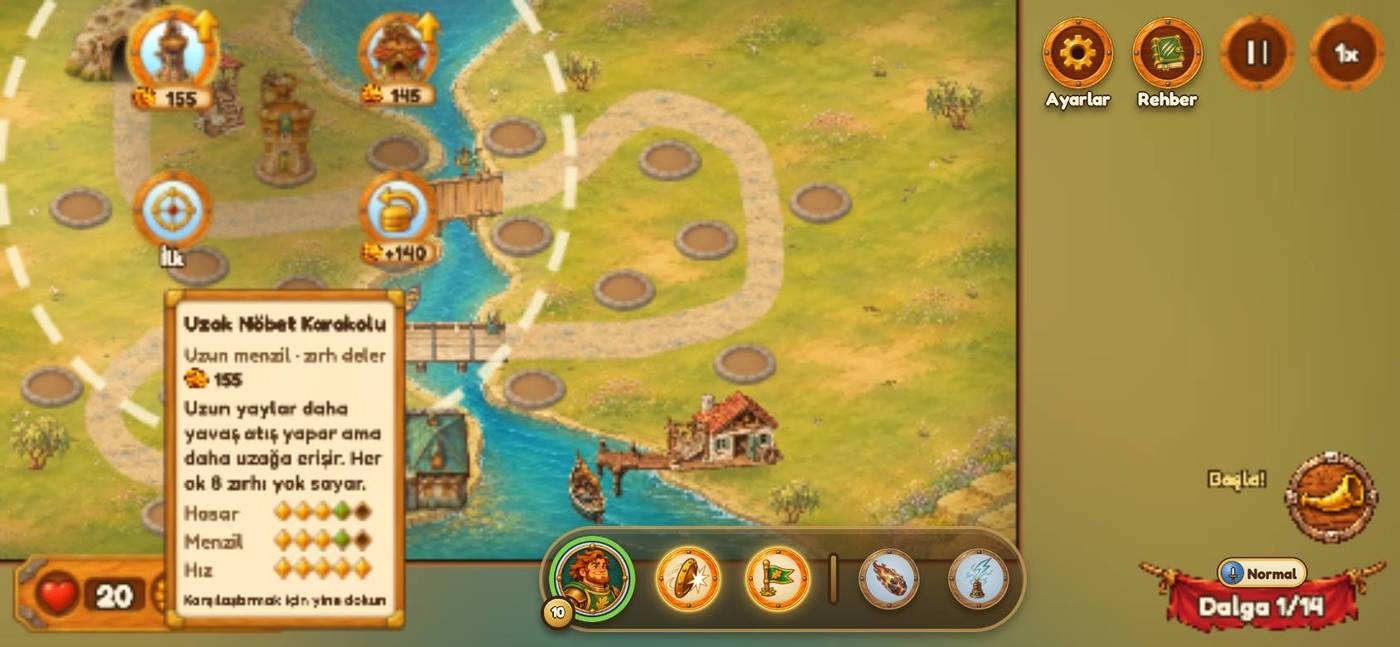 155
145
Ayarlar
Rehber
1x
İlk
+140
Uzak Nöbet Karakolu
Uzun menzil · zırh deler
155
Uzun yaylar daha
yavaş atış yapar ama
daha uzağa erişir. Her
ok 8 zırhı yok sayar.
Hasar
Menzil
Hız
Karşılaştırmak için yine dokun
20
10
Başla!
Normal
Dalga 1/14